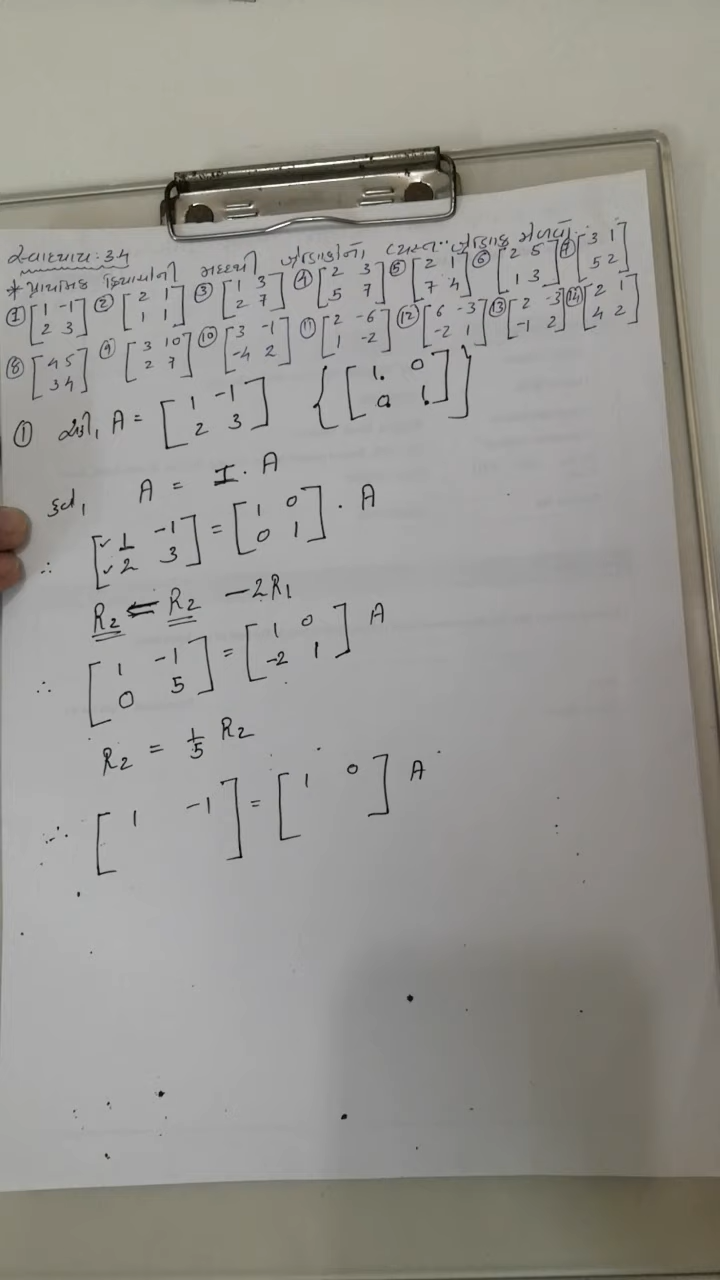 સ્વાધ્યાય: 3.4
* પ્રાથમિક ક્રિયાઓની મદદથી શ્રેણિકોના વ્યસ્ત શ્રેણિક મેળવો.
① [1 -1 ② [2 1 ③ [1 3 ④ [2 3 ⑤ [2 1 ⑥ [2 5 ⑦ [3 1
2 3] 1 1] 2 7] 5 7] 7 4] 1 3] 5 2]
⑧ [4 5 ⑨ [3 10 ⑩ [3 -1 ⑪ [2 -6 ⑫ [6 -3 ⑬ [2 -3 ⑭ [2 1
3 4] 2 7] -4 2] 1 -2] -2 1] -1 2] 4 2]
① ધારો, A = [1 -1 { [1 0
2 3] 0 1] }
A = I . A
∴ [1 -1 = [1 0 . A
2 3] 0 1]
R2 ⇐ R2 -2R1
∴ [1 -1 = [1 0 A
0 5] -2 1]
R2 = 1/5 R2
∴ [1 -1 ] = [1 0 ] A